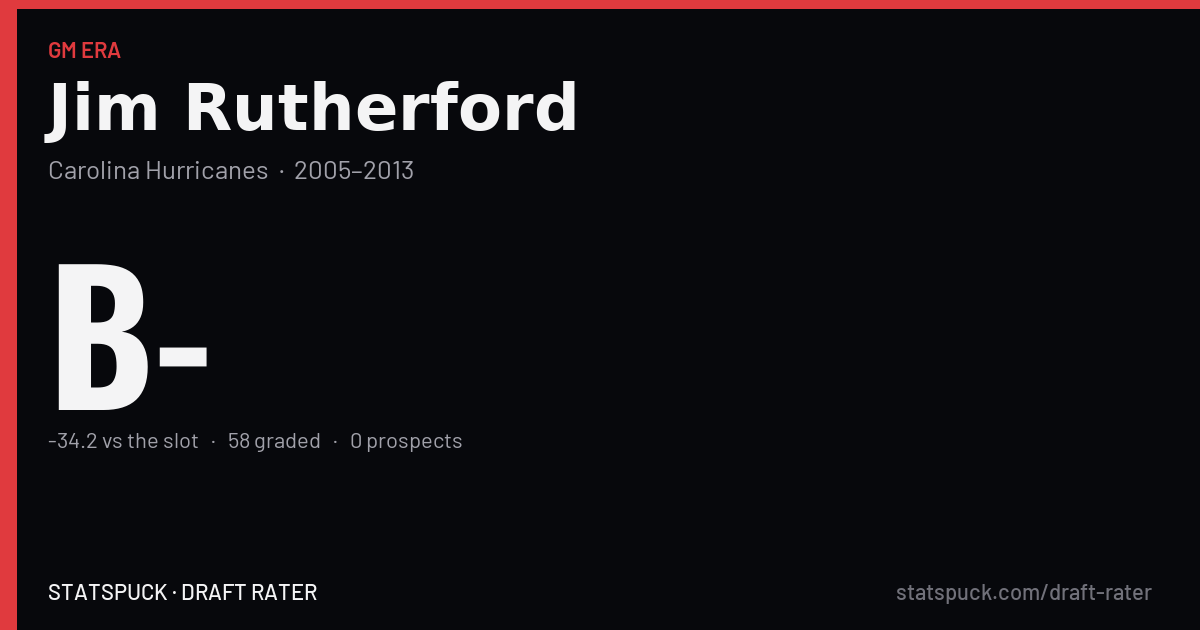 GM ERA
Jim Rutherford
Carolina Hurricanes · 2005–2013
B-
-34.2 vs the slot · 58 graded · 0 prospects
STATSPUCK · DRAFT RATER
statspuck.com/draft-rater